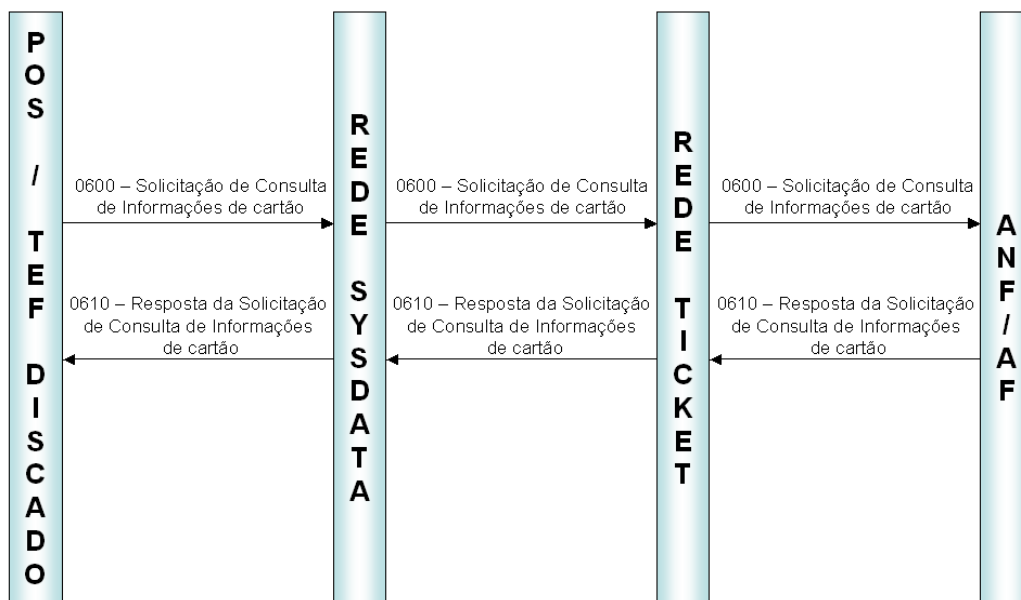 POS / TEF DISCADO
REDE SYSDATA
REDE TICKET
ANF/AF
0600 – Solicitação de Consulta
de Informações de cartão
0600 – Solicitação de Consulta
de Informações de cartão
0600 – Solicitação de Consulta
de Informações de cartão
0610 – Resposta da Solicitação
de Consulta de Informações
de cartão
0610 – Resposta da Solicitação
de Consulta de Informações
de cartão
0610 – Resposta da Solicitação
de Consulta de Informações
de cartão